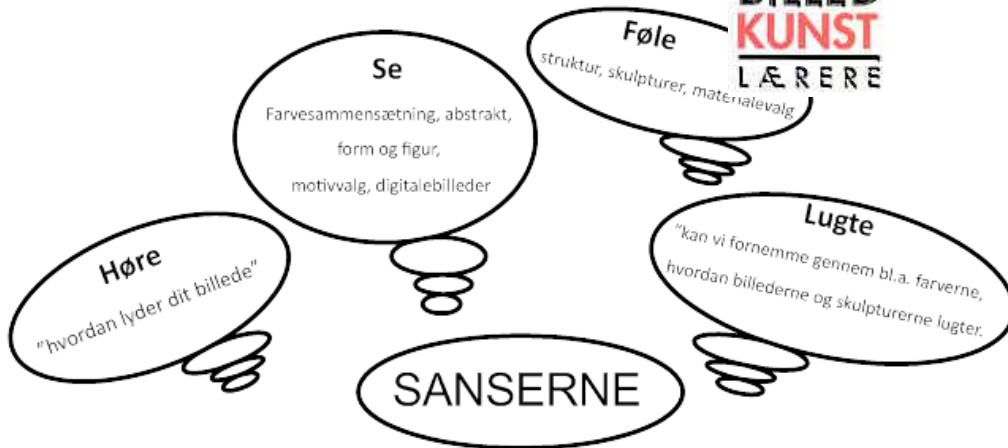 KUNST
LÆRERE
Føle
struktur, skulpturer, materialevalg
Se
Farvesammensætning, abstrakt,
form og figur,
motivvalg, digitalebilleder
Lugte
"kan vi fornemme gennem bl.a. farverne,
hvordan billederne og skulpturerne lugter.
Høre
"hvordan lyder dit billede"
SANSERNE